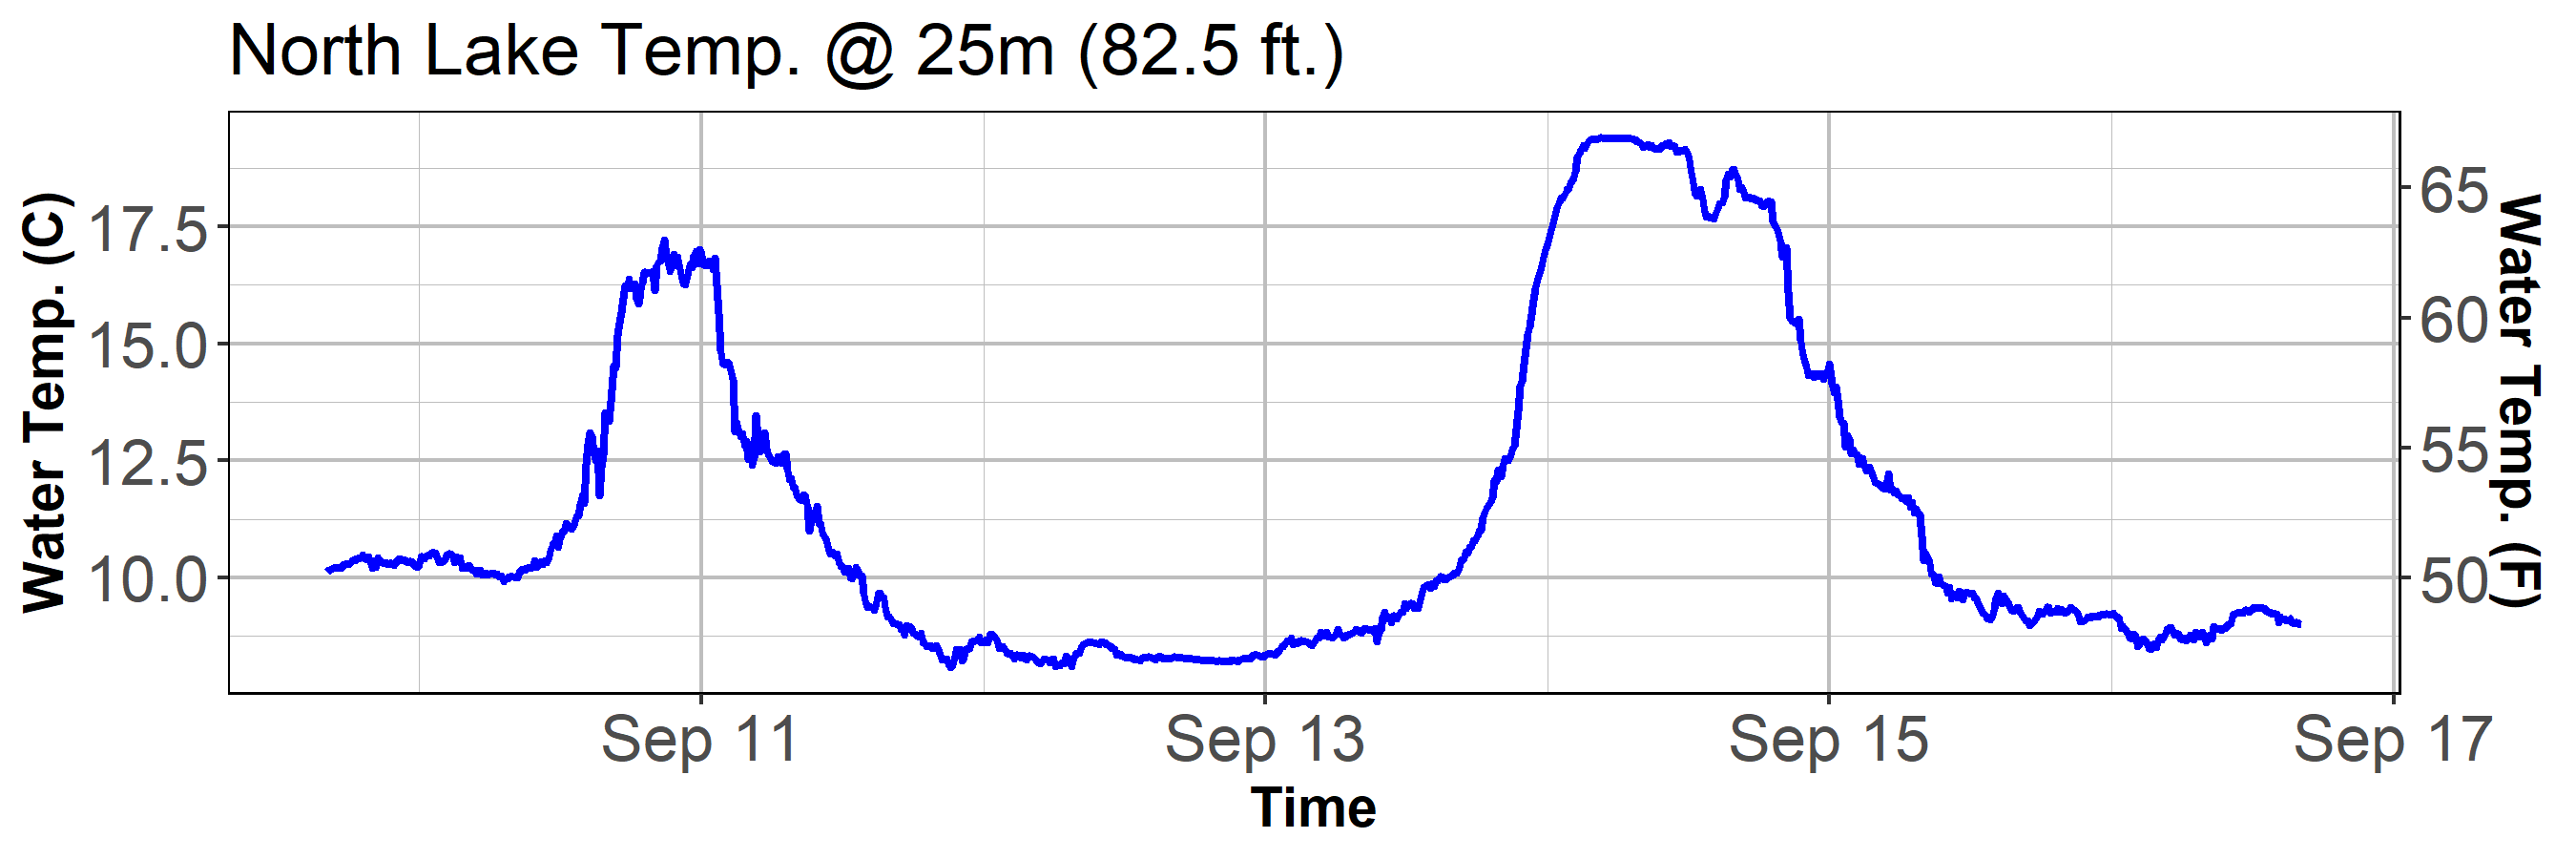 North Lake Temp. @ 25m (82.5 ft.)
Water Temp. (C)
17.5
15.0
12.5
10.0
65
60
55
50
Water Temp. (F)
Sep 11
Sep 13
Sep 15
Sep 17
Time